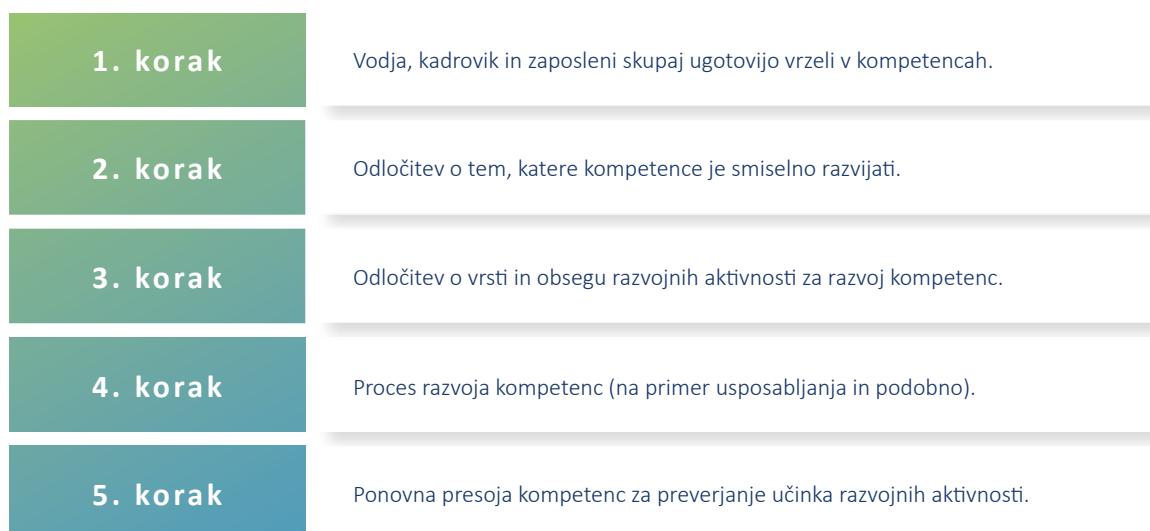 1. korak
Vodja, kadrovik in zaposleni skupaj ugotovijo vrzeli v kompetencah.
2. korak
Odločitev o tem, katere kompetence je smiselno razvijati.
3. korak
Odločitev o vrsti in obsegu razvojnih aktivnosti za razvoj kompetenc.
4. korak
Proces razvoja kompetenc (na primer usposabljanja in podobno).
5. korak
Ponovna presoja kompetenc za preverjanje učinka razvojnih aktivnosti.